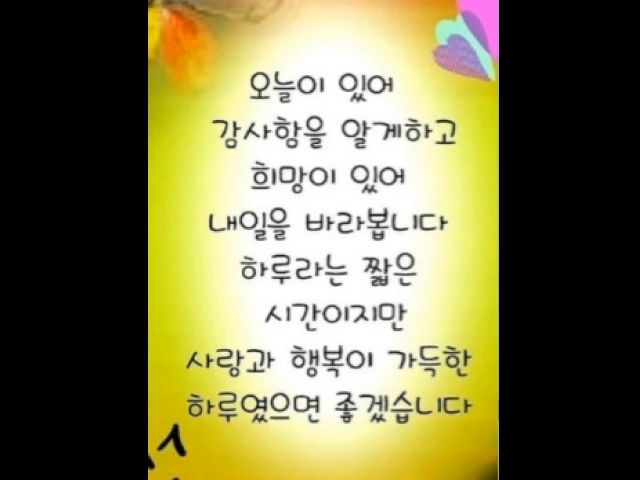 오늘이 있어
감사함을 알게하고
희망이 있어
내일을 바라봅니다
하루라는 짧은
시간이지만
사랑과 행복이 가득한
하루였으면 좋겠습니다